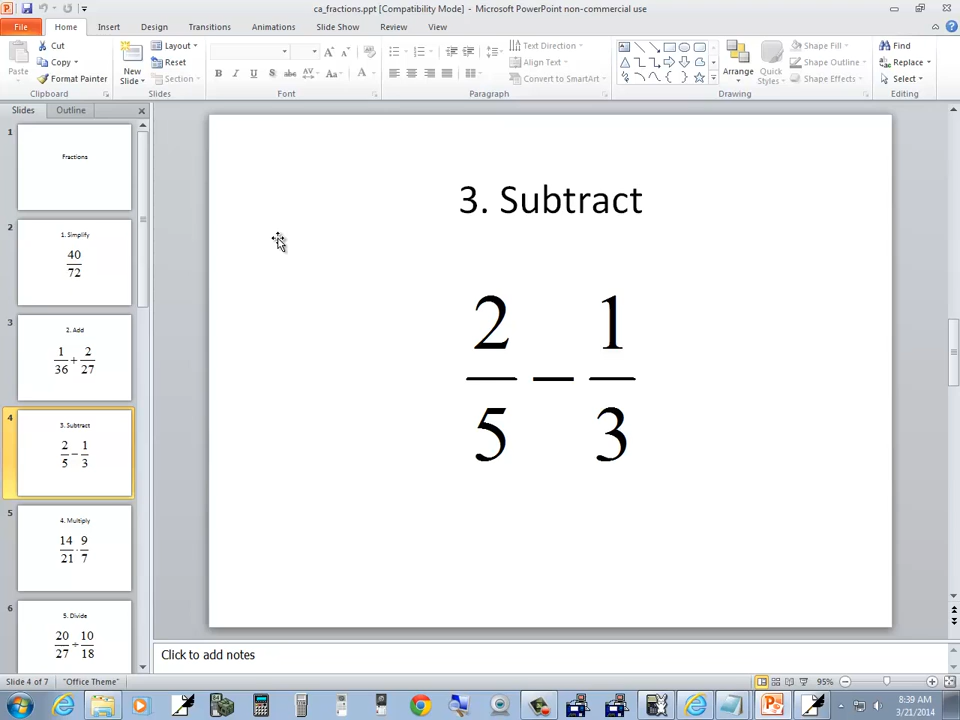 ca_fractions.ppt [Compatibility Mode] - Microsoft PowerPoint non-commercial use
File Home Insert Design Transitions Animations Slide Show Review View
Paste
Cut
Copy
Format Painter
Clipboard
New Slide
Layout
Reset
Section
Slides
B I U S abc AV Aa A
Font
Text Direction
Align Text
Convert to SmartArt
Paragraph
Arrange
Quick Styles
Shape Fill
Shape Outline
Shape Effects
Drawing
Find
Replace
Select
Editing
Slides Outline
1
Fractions
2
1. Simplify
40
72
3
2. Add
1 + 2
36 27
4
3. Subtract
2 − 1
5 3
5
4. Multiply
14 · 9
21 7
6
5. Divide
20 ÷ 10
27 18
3. Subtract
2 − 1
5 3
Click to add notes
Slide 4 of 7 "Office Theme" 95%
8:39 AM
3/21/2014